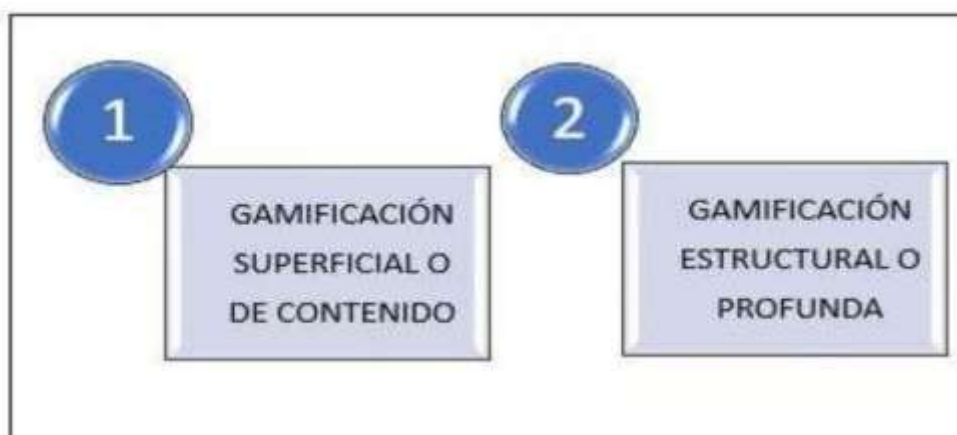 1
GAMIFICACIÓN
SUPERFICIAL O
DE CONTENIDO
2
GAMIFICACIÓN
ESTRUCTURAL O
PROFUNDA